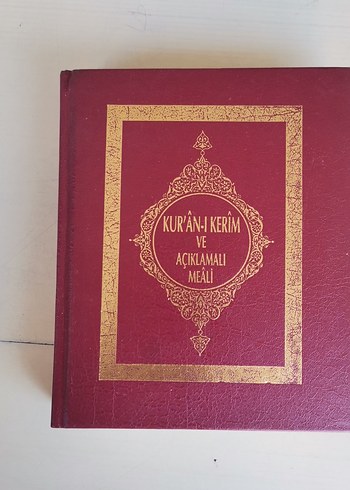 KUR'ÂN-I KERÎM
VE
AÇIKLAMALI
MEÂLİ